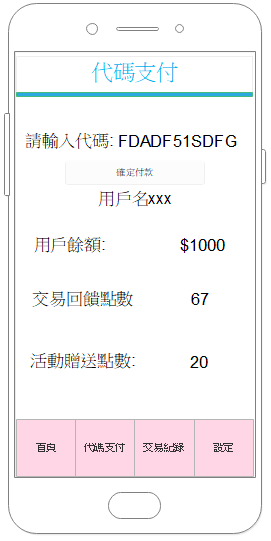 代碼支付
請輸入代碼: FDADF51SDFG
確定付款
用戶名xxx
用戶餘額: $1000
交易回饋點數 67
活動贈送點數: 20
首頁 代碼支付 交易紀錄 設定